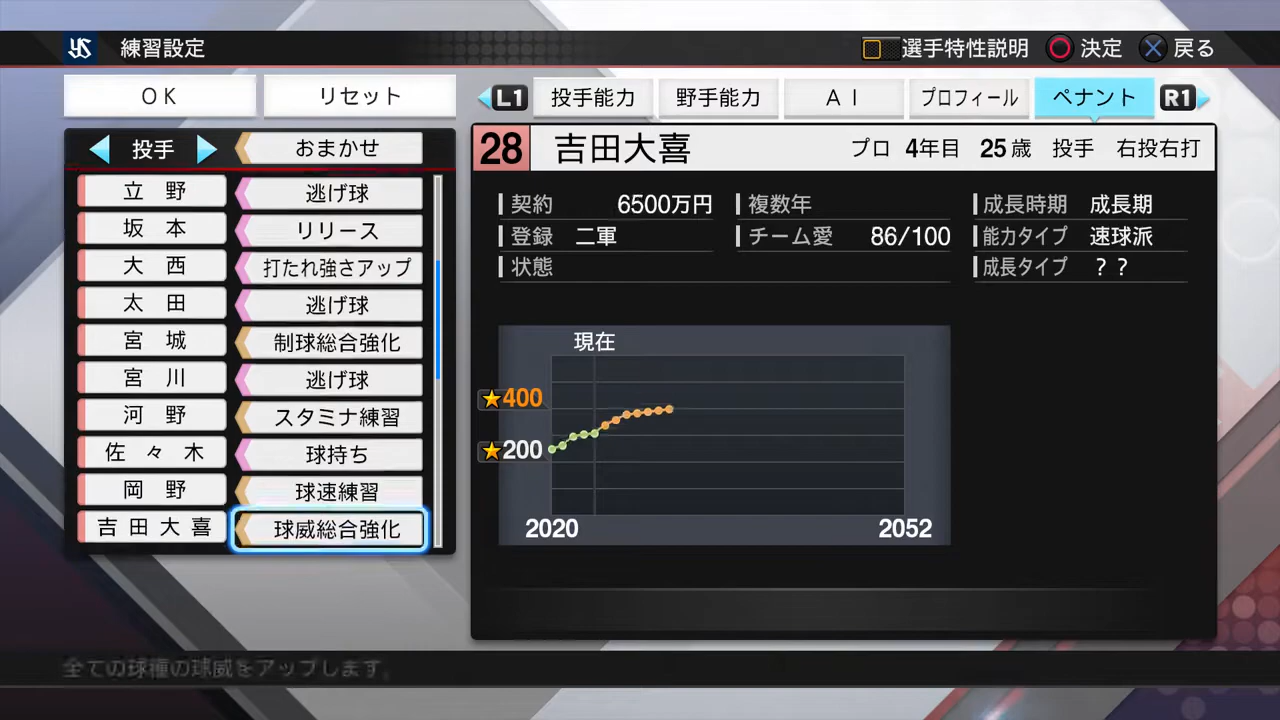 YS 練習設定 選手特性説明 決定 戻る
OK リセット
L1 投手能力 野手能力 AI プロフィール ペナント R1
投手 おまかせ
立野 逃げ球
坂本 リリース
大西 打たれ強さアップ
太田 逃げ球
宮城 制球総合強化
宮川 逃げ球
河野 スタミナ練習
佐々木 球持ち
岡野 球速練習
吉田大喜 球威総合強化
28 吉田大喜 プロ 4年目 25歳 投手 右投右打
契約 6500万円 複数年 成長時期 成長期
登録 二軍 チーム愛 86/100 能力タイプ 速球派
状態 成長タイプ ??
現在
★400
★200
2020 2052
全ての球種の球威をアップします。